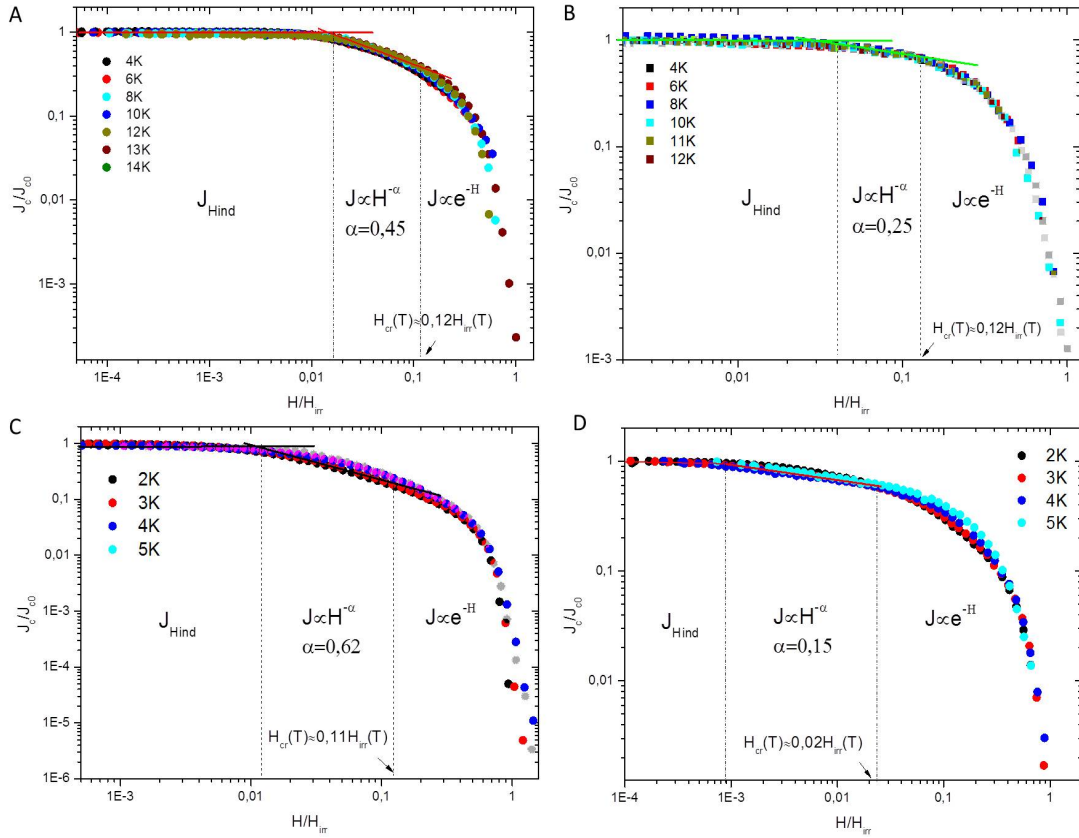 A
J_c/J_c0
1
0,1
0,01
1E-3
4K
6K
8K
10K
12K
13K
14K
J_Hind
J∝H^-α
α=0,45
J∝e^-H
H_cr(T)≈0,12H_irr(T)
1E-4
1E-3
0,01
0,1
1
H/H_irr
B
J_c/J_c0
1
0,1
0,01
1E-3
4K
6K
8K
10K
11K
12K
J_Hind
J∝H^-α
α=0,25
J∝e^-H
H_cr(T)≈0,12H_irr(T)
0,01
0,1
1
H/H_irr
C
J_c/J_c0
1
0,1
0,01
1E-3
1E-4
1E-5
1E-6
2K
3K
4K
5K
J_Hind
J∝H^-α
α=0,62
J∝e^-H
H_cr(T)≈0,11H_irr(T)
1E-3
0,01
0,1
1
H/H_irr
D
J_c/J_c0
1
0,1
0,01
2K
3K
4K
5K
J_Hind
J∝H^-α
α=0,15
J∝e^-H
H_cr(T)≈0,02H_irr(T)
1E-4
1E-3
0,01
0,1
1
H/H_irr